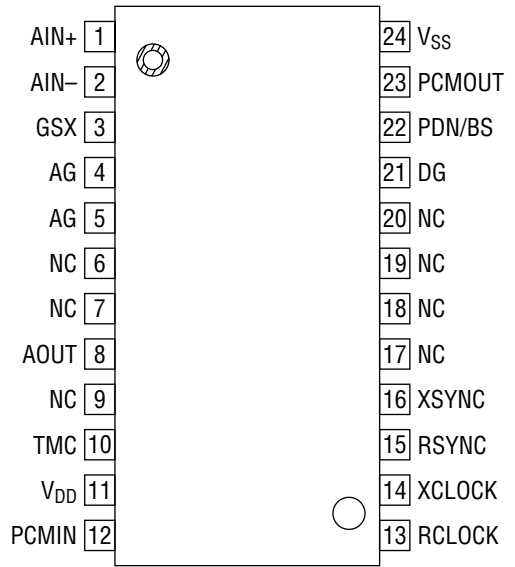 AIN+ 1 24 VSS
AIN– 2 23 PCMOUT
GSX 3 22 PDN/BS
AG 4 21 DG
AG 5 20 NC
NC 6 19 NC
NC 7 18 NC
AOUT 8 17 NC
NC 9 16 XSYNC
TMC 10 15 RSYNC
VDD 11 14 XCLOCK
PCMIN 12 13 RCLOCK